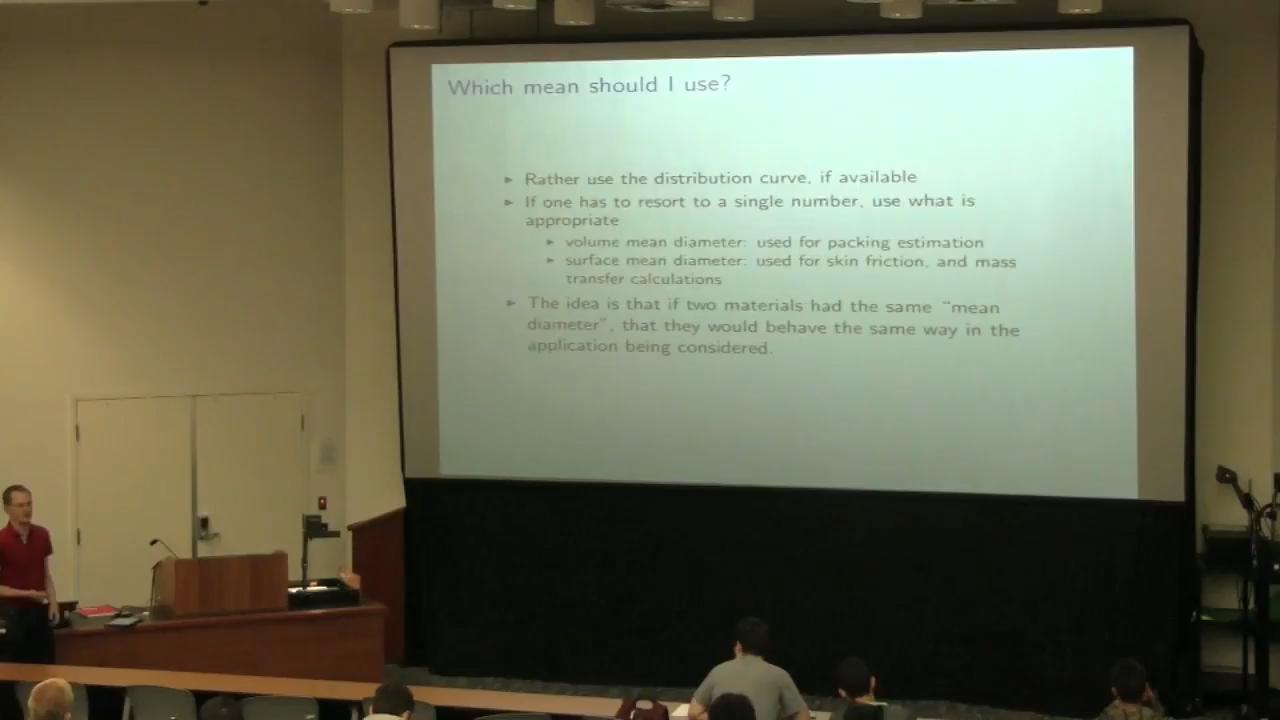 Which mean should I use?
► Rather use the distribution curve, if available
► If one has to resort to a single number, use what is
appropriate
► volume mean diameter: used for packing estimation
► surface mean diameter: used for skin friction, and mass
transfer calculations
► The idea is that if two materials had the same “mean
diameter”, that they would behave the same way in the
application being considered.